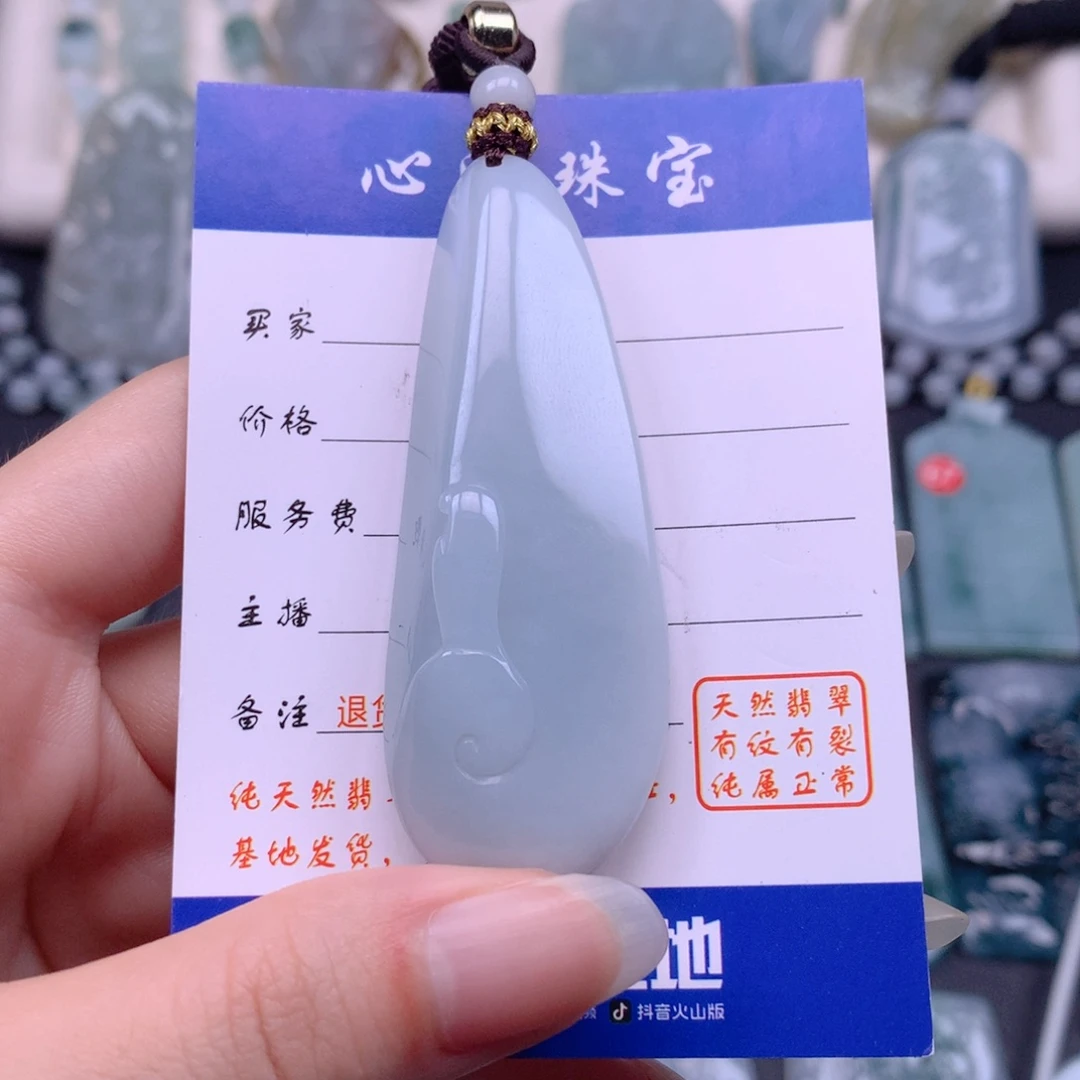 心 珠宝
买家
价格
服务费
主播
备注 退货
天然翡翠
有纹有裂
纯属正常
纯天然翡
基地发货,
地
抖音火山版
07